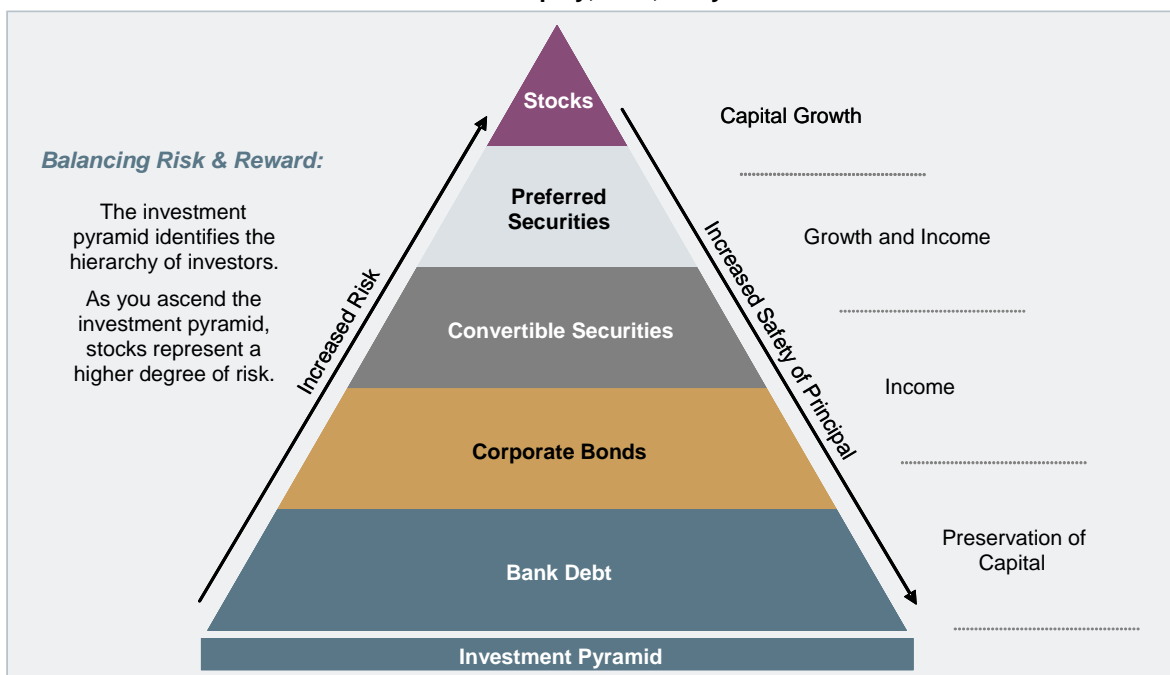 Balancing Risk & Reward:
The investment
pyramid identifies the
hierarchy of investors.
As you ascend the
investment pyramid,
stocks represent a
higher degree of risk.
Increased Risk
Stocks
Preferred
Securities
Convertible Securities
Corporate Bonds
Bank Debt
Investment Pyramid
Increased Safety of Principal
Capital Growth
Growth and Income
Income
Preservation of
Capital